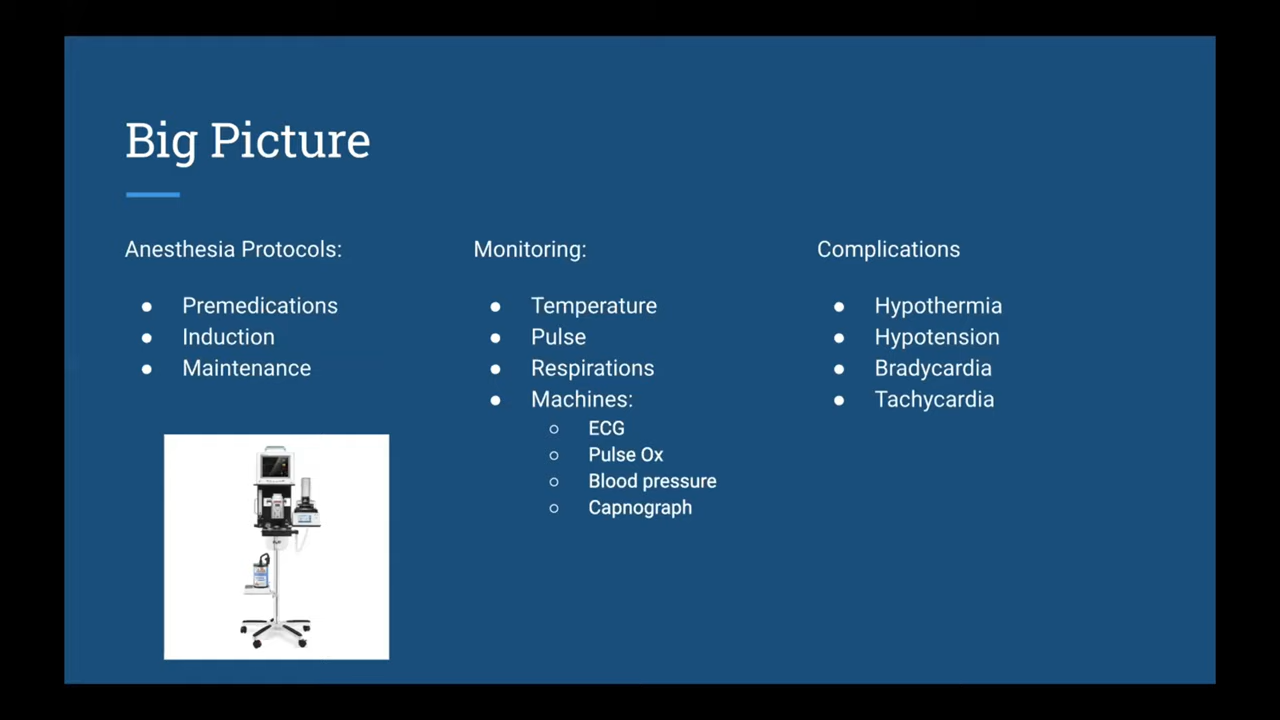 Big Picture
Anesthesia Protocols:
● Premedications
● Induction
● Maintenance
Monitoring:
● Temperature
● Pulse
● Respirations
● Machines:
○ ECG
○ Pulse Ox
○ Blood pressure
○ Capnograph
Complications
● Hypothermia
● Hypotension
● Bradycardia
● Tachycardia